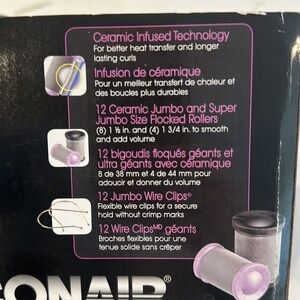 Ceramic Infused Technology
For better heat transfer and longer
lasting curls
Infusion de céramique
Pour un meilleur transfert de chaleur et
des boucles plus durables
12 Ceramic Jumbo and Super
Jumbo Size Flocked Rollers
(8) 1 ½ in. and (4) 1 3/4 in. to smooth
and add volume
12 bigoudis floqués géants et
ultra géants avec céramique
8 de 38 mm et 4 de 44 mm pour
adoucir et donner du volume
12 Jumbo Wire Clips®
Flexible wire clips for a secure
hold without crimp marks
12 Wire Clips MD géants
Broches flexibles pour une
tenue solide sans crêper
CONAIR®